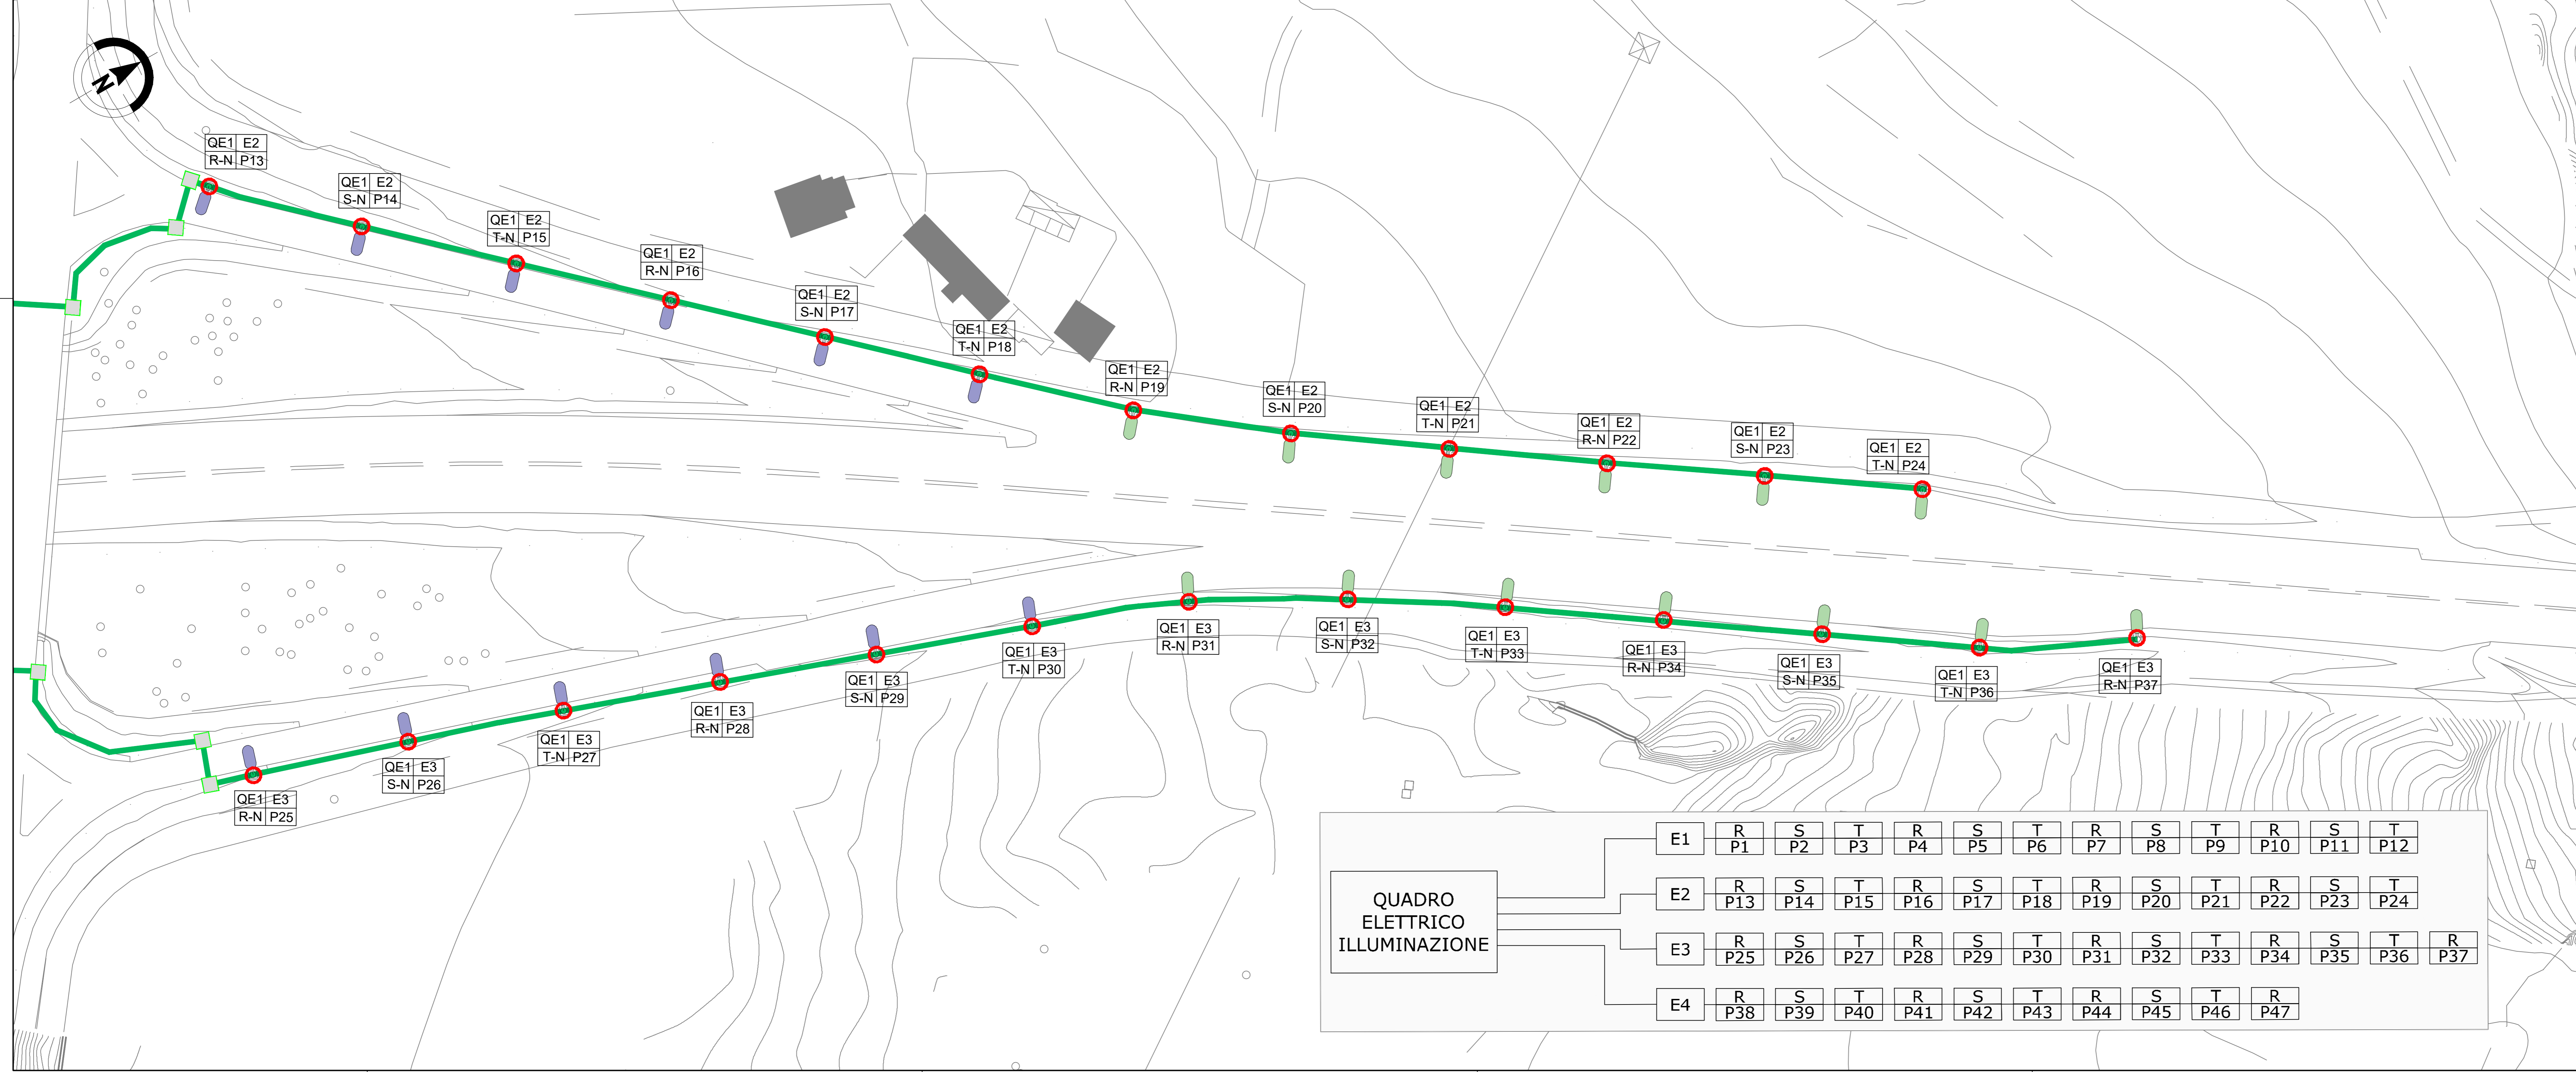 N
QE1 E2
R-N P13
QE1 E2
S-N P14
QE1 E2
T-N P15
QE1 E2
R-N P16
QE1 E2
S-N P17
QE1 E2
T-N P18
QE1 E2
R-N P19
QE1 E2
S-N P20
QE1 E2
T-N P21
QE1 E2
R-N P22
QE1 E2
S-N P23
QE1 E2
T-N P24
QE1 E3
R-N P25
QE1 E3
S-N P26
QE1 E3
T-N P27
QE1 E3
R-N P28
QE1 E3
S-N P29
QE1 E3
T-N P30
QE1 E3
R-N P31
QE1 E3
S-N P32
QE1 E3
T-N P33
QE1 E3
R-N P34
QE1 E3
S-N P35
QE1 E3
T-N P36
QE1 E3
R-N P37
QUADRO
ELETTRICO
ILLUMINAZIONE
E1
R S T R S T R S T R S T
P1 P2 P3 P4 P5 P6 P7 P8 P9 P10 P11 P12
E2
R S T R S T R S T R S T
P13 P14 P15 P16 P17 P18 P19 P20 P21 P22 P23 P24
E3
R S T R S T R S T R S T R
P25 P26 P27 P28 P29 P30 P31 P32 P33 P34 P35 P36 P37
E4
R S T R S T R S T R
P38 P39 P40 P41 P42 P43 P44 P45 P46 P47